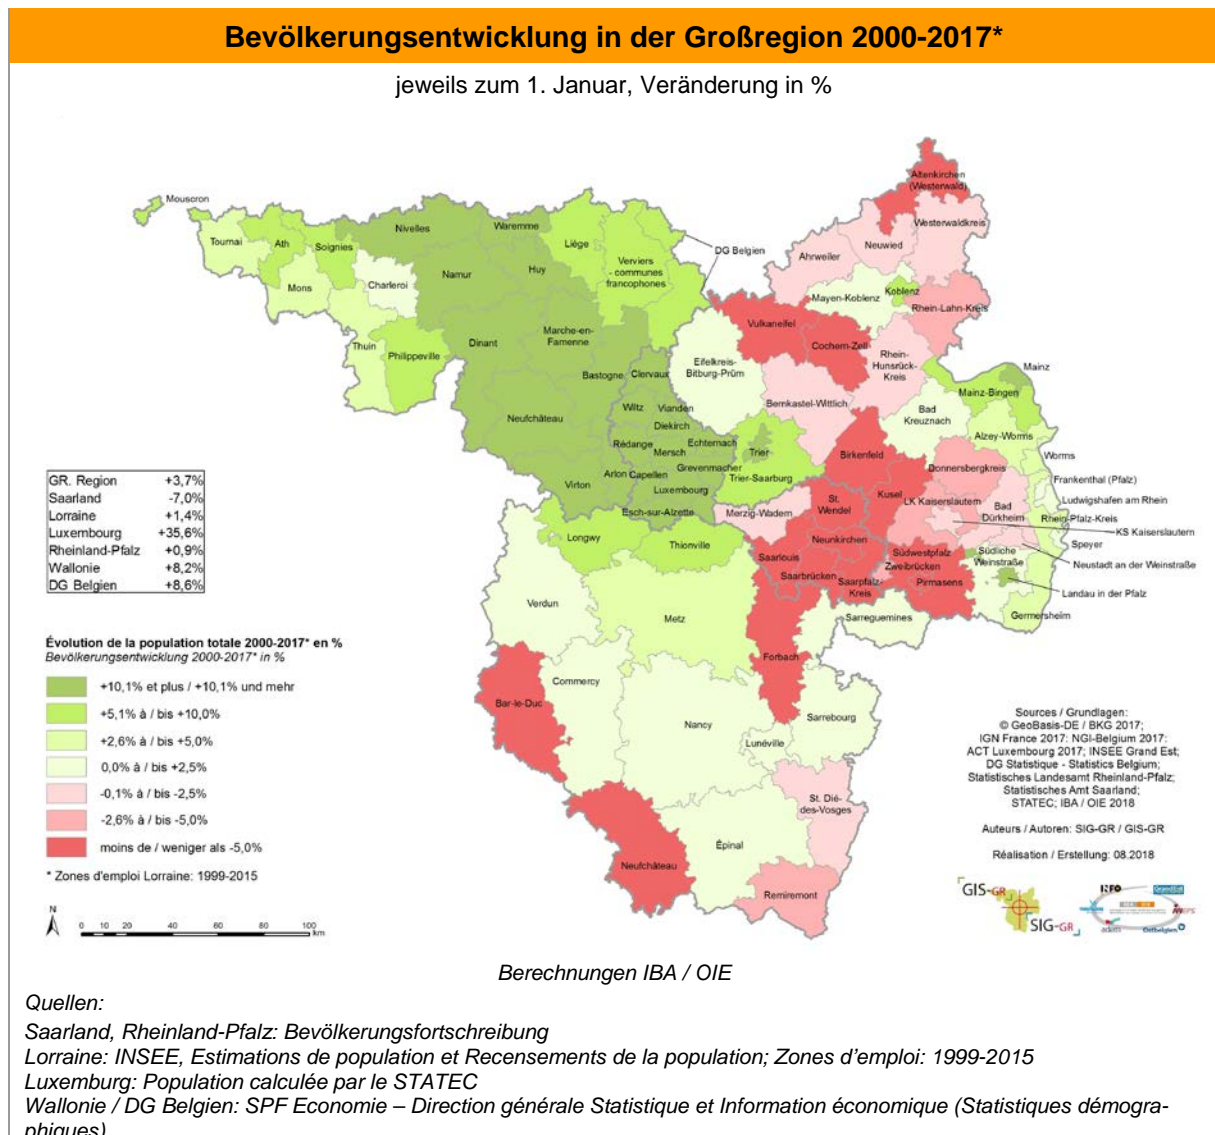 Bevölkerungsentwicklung in der Großregion 2000-2017*
jeweils zum 1. Januar, Veränderung in %
Altenkirchen
(Westerwald)
Mouscron
Westerwaldkreis
Nivelles
Waremme
Tournai
Ath
Soignies
Liège
Neuwied
DG Belgien
Ahrweiler
Verviers
- communes
francophones
Huy
Namur
Mons
Charleroi
Koblenz
Mayen-Koblenz
Rhein-Lahn-Kreis
Vulkaneifel
Marche-en-
Famenne
Dinant
Thuin
Philippeville
Cochem-Zell
Rhein-
Hunsrück-
Kreis
Eifelkreis-
Bitburg-Prüm
Mainz
Bastogne
Clervaux
Mainz-Bingen
Bernkastel-Wittlich
Wiltz
Vianden
Bad
Kreuznach
Neufchâteau
Diekirch
Alzey-Worms
Rédange
Echternach
Mersch
Trier
Birkenfeld
Worms
Grevenmacher
Donnersbergkreis
Arlon
Capellen
Trier-Saarburg
Frankenthal (Pfalz)
Virton
Luxembourg
Kusel
LK Kaiserslautern
Ludwigshafen am Rhein
St.
Wendel
Bad
Dürkheim
Esch-sur-Alzette
Merzig-Wadern
Rhein-Pfalz-Kreis
KS Kaiserslautern
Longwy
Thionville
Neunkirchen
Speyer
Saarlouis
Südwestpfalz
Südliche
Weinstraße
Neustadt an der Weinstraße
Zweibrücken
Saarbrücken
Saarpfalz-
Kreis
Pirmasens
Landau in der Pfalz
Verdun
Metz
Sarreguemines
Germersheim
Forbach
Commercy
Bar-le-Duc
Nancy
Sarrebourg
Lunéville
St. Dié-
des-Vosges
Épinal
Neufchâteau
Remiremont
GR. Region +3,7%
Saarland -7,0%
Lorraine +1,4%
Luxembourg +35,6%
Rheinland-Pfalz +0,9%
Wallonie +8,2%
DG Belgien +8,6%
Évolution de la population totale 2000-2017* en %
Bevölkerungsentwicklung 2000-2017* in %
+10,1% et plus / +10,1% und mehr
+5,1% à / bis +10,0%
+2,6% à / bis +5,0%
0,0% à / bis +2,5%
-0,1% à / bis -2,5%
-2,6% à / bis -5,0%
moins de / weniger als -5,0%
* Zones d'emploi Lorraine: 1999-2015
N
0 10 20 40 60 80 100
km
Sources / Grundlagen:
© GeoBasis-DE / BKG 2017;
IGN France 2017: NGI-Belgium 2017:
ACT Luxembourg 2017; INSEE Grand Est;
DG Statistique - Statistics Belgium;
Statistisches Landesamt Rheinland-Pfalz;
Statistisches Amt Saarland;
STATEC; IBA / OIE 2018
Auteurs / Autoren: SIG-GR / GIS-GR
Réalisation / Erstellung: 08.2018
GIS-GR
SIG-GR
INFO
IBA OIE
Ostbelgien
Berechnungen IBA / OIE
Quellen:
Saarland, Rheinland-Pfalz: Bevölkerungsfortschreibung
Lorraine: INSEE, Estimations de population et Recensements de la population; Zones d'emploi: 1999-2015
Luxemburg: Population calculée par le STATEC
Wallonie / DG Belgien: SPF Economie – Direction générale Statistique et Information économique (Statistiques démogra-
phiques)